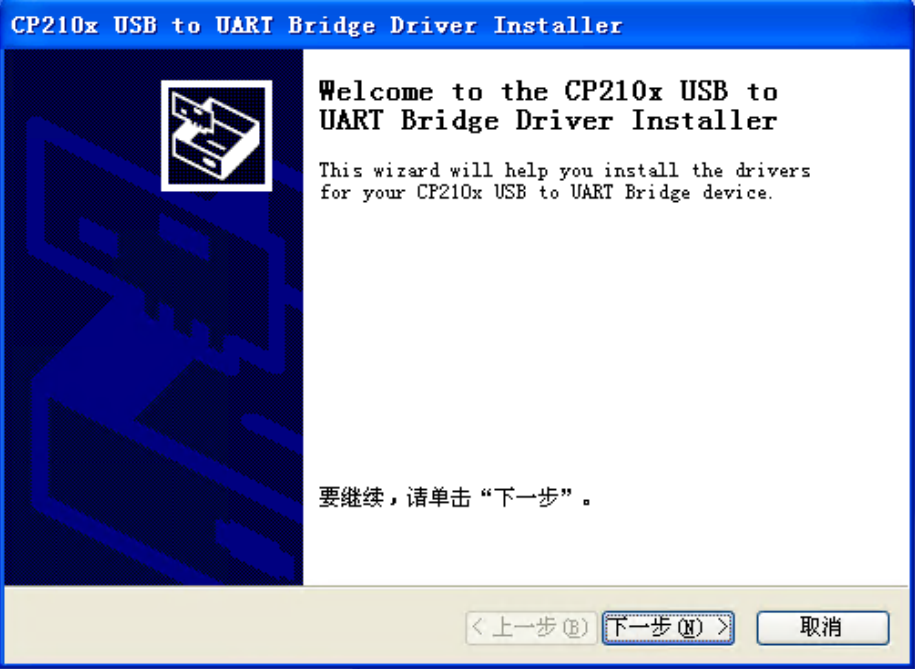 CP210x USB to UART Bridge Driver Installer
Welcome to the CP210x USB to
UART Bridge Driver Installer
This wizard will help you install the drivers
for your CP210x USB to UART Bridge device.
要继续，请单击“下一步”。
< 上一步(B)
下一步(N) >
取消